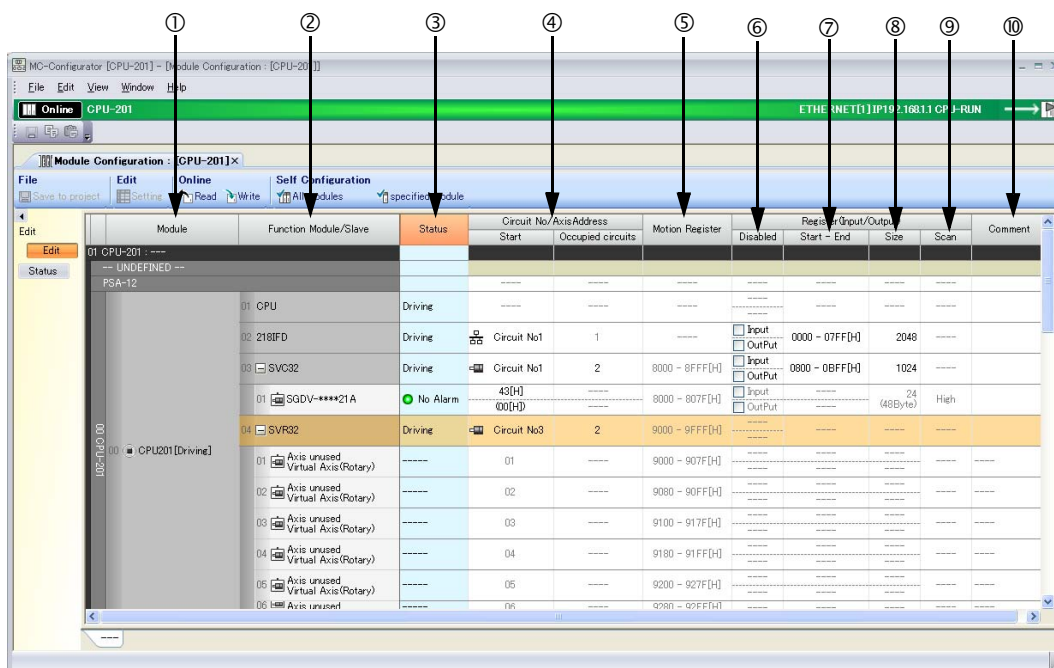 ① ② ③ ④ ⑤ ⑥ ⑦ ⑧ ⑨ ⑩
MC-Configurator [CPU-201] - [Module Configuration : [CPU-201]]
File Edit View Window Help
Online CPU-201 ETHERNET[1] IP192.168.1.1 CPU-RUN
Module Configuration : [CPU-201]×
File Edit Online Self Configuration
Save to project Setting Read Write All Modules specified module
Edit
Edit
Status
Module Function Module/Slave Status Circuit No/AxisAddress Motion Register Register(Input/Output) Comment
Start Occupied circuits Disabled Start - End Size Scan
01 CPU-201 : ---
-- UNDEFINED --
PSA-12 ---- ---- ---- ---- ---- ---- ----
00 CPU-201
00 CPU201[Driving]
01 CPU Driving ---- ---- ---- ---- ---- ---- ----
----
02 218IFD Driving Circuit No1 1 ---- Input 0000 - 07FF[H] 2048 ----
OutPut
03 SVC32 Driving Circuit No1 2 8000 - 8FFF[H] Input 0800 - 0BFF[H] 1024 ----
OutPut
01 SGDV-****21A No Alarm 43[H] ---- 8000 - 807F[H] Input ---- 24 High
(00[H]) ---- OutPut ---- (48Byte)
04 SVR32 Driving Circuit No3 2 9000 - 9FFF[H] ---- ---- ---- ----
----
01 Axis unused ----- 01 ---- 9000 - 907F[H] ---- ---- ---- ---- ----
Virtual Axis(Rotary) ---- ---- ----
02 Axis unused ----- 02 ---- 9080 - 90FF[H] ---- ---- ---- ---- ----
Virtual Axis(Rotary) ---- ---- ----
03 Axis unused ----- 03 ---- 9100 - 917F[H] ---- ---- ---- ---- ----
Virtual Axis(Rotary) ---- ---- ----
04 Axis unused ----- 04 ---- 9180 - 91FF[H] ---- ---- ---- ---- ----
Virtual Axis(Rotary) ---- ---- ----
05 Axis unused ----- 05 ---- 9200 - 927F[H] ---- ---- ---- ---- ----
Virtual Axis(Rotary) ---- ---- ----
06 Axis unused ----- 06 ---- 9280 - 92FF[H] ---- ---- ---- ---- ----
---